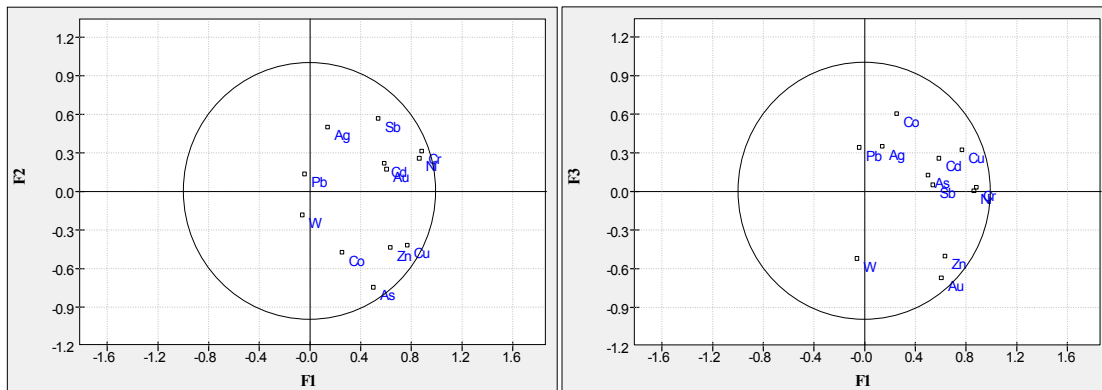 1.2
0.9
0.6
0.3
0.0
-0.3
-0.6
-0.9
-1.2
F2
-1.6 -1.2 -0.8 -0.4 -0.0 0.4 0.8 1.2 1.6
F1
Sb
Ag
Cr
Ni
Cd
Au
Pb
W
Cu
Zn
Co
As
1.2
0.9
0.6
0.3
0.0
-0.3
-0.6
-0.9
-1.2
F3
-1.6 -1.2 -0.8 -0.4 -0.0 0.4 0.8 1.2 1.6
F1
Co
Pb Ag Cu
Cd
As
Sb
Ni Cr
W Zn
Au